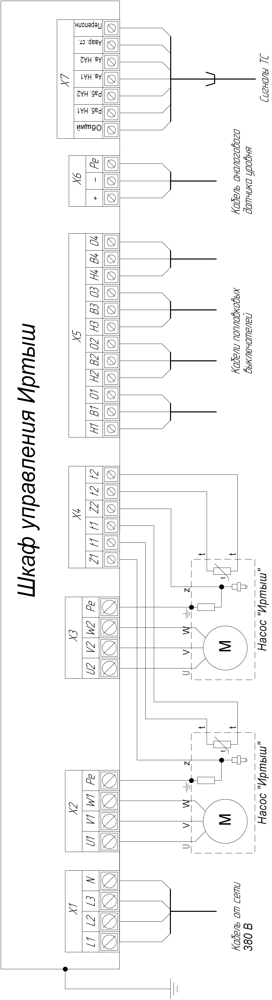 Шкаф управления Иртыш
X1
L1
L2
L3
N
X2
U1
V1
W1
Pe
X3
U2
V2
W2
Pe
X4
Z1
t1
t1
Z2
t2
t2
X5
Н1
В1
О1
Н2
В2
О2
Н3
В3
О3
Н4
В4
О4
X6
+
-
Pe
X7
Общий
Раб. НА1
Раб. НА2
Ав. НА1
Ав. НА2
Авар. ст.
Переполн.
Кабель от сети
380 В
U
V
W
z
t
t
t
M
Насос "Иртыш"
U
V
W
z
t
t
t
M
Насос "Иртыш"
Кабели поплавковых
выключателей
Кабель аналогового
датчика уровня
Сигналы ТС